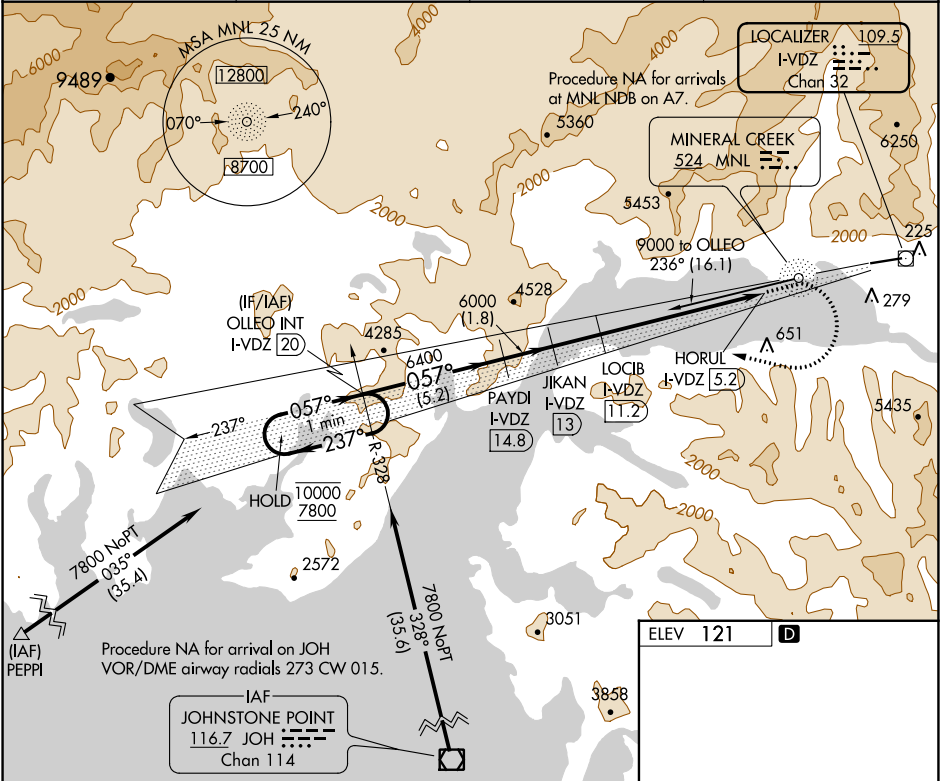 MSA MNL 25 NM
12800
070°
240°
8700
9489
6000
4000
4000
LOCALIZER 109.5
I-VDZ
Chan 32
Procedure NA for arrivals
at MNL NDB on A7.
5360
6250
MINERAL CREEK
524 MNL
2000
5453
2000
2000
225
9000 to OLLEO
236° (16.1)
279
2000
(IF/IAF)
OLLEO INT
I-VDZ 20
4285
6000
(1.8)
4528
651
6400
057°
(5.2)
HORUL
I-VDZ 5.2
LOCIB
I-VDZ
11.2
JIKAN
I-VDZ
13
PAYDI
I-VDZ
14.8
057°
1 min
237°
237°
R-328
5435
HOLD
10000
7800
2000
2000
7800 NoPT
035°
(35.4)
2572
7800 NoPT
328°
(35.6)
3051
(IAF)
PEPPI
Procedure NA for arrival on JOH
VOR/DME airway radials 273 CW 015.
ELEV 121 D
IAF
JOHNSTONE POINT
116.7 JOH
Chan 114
3858